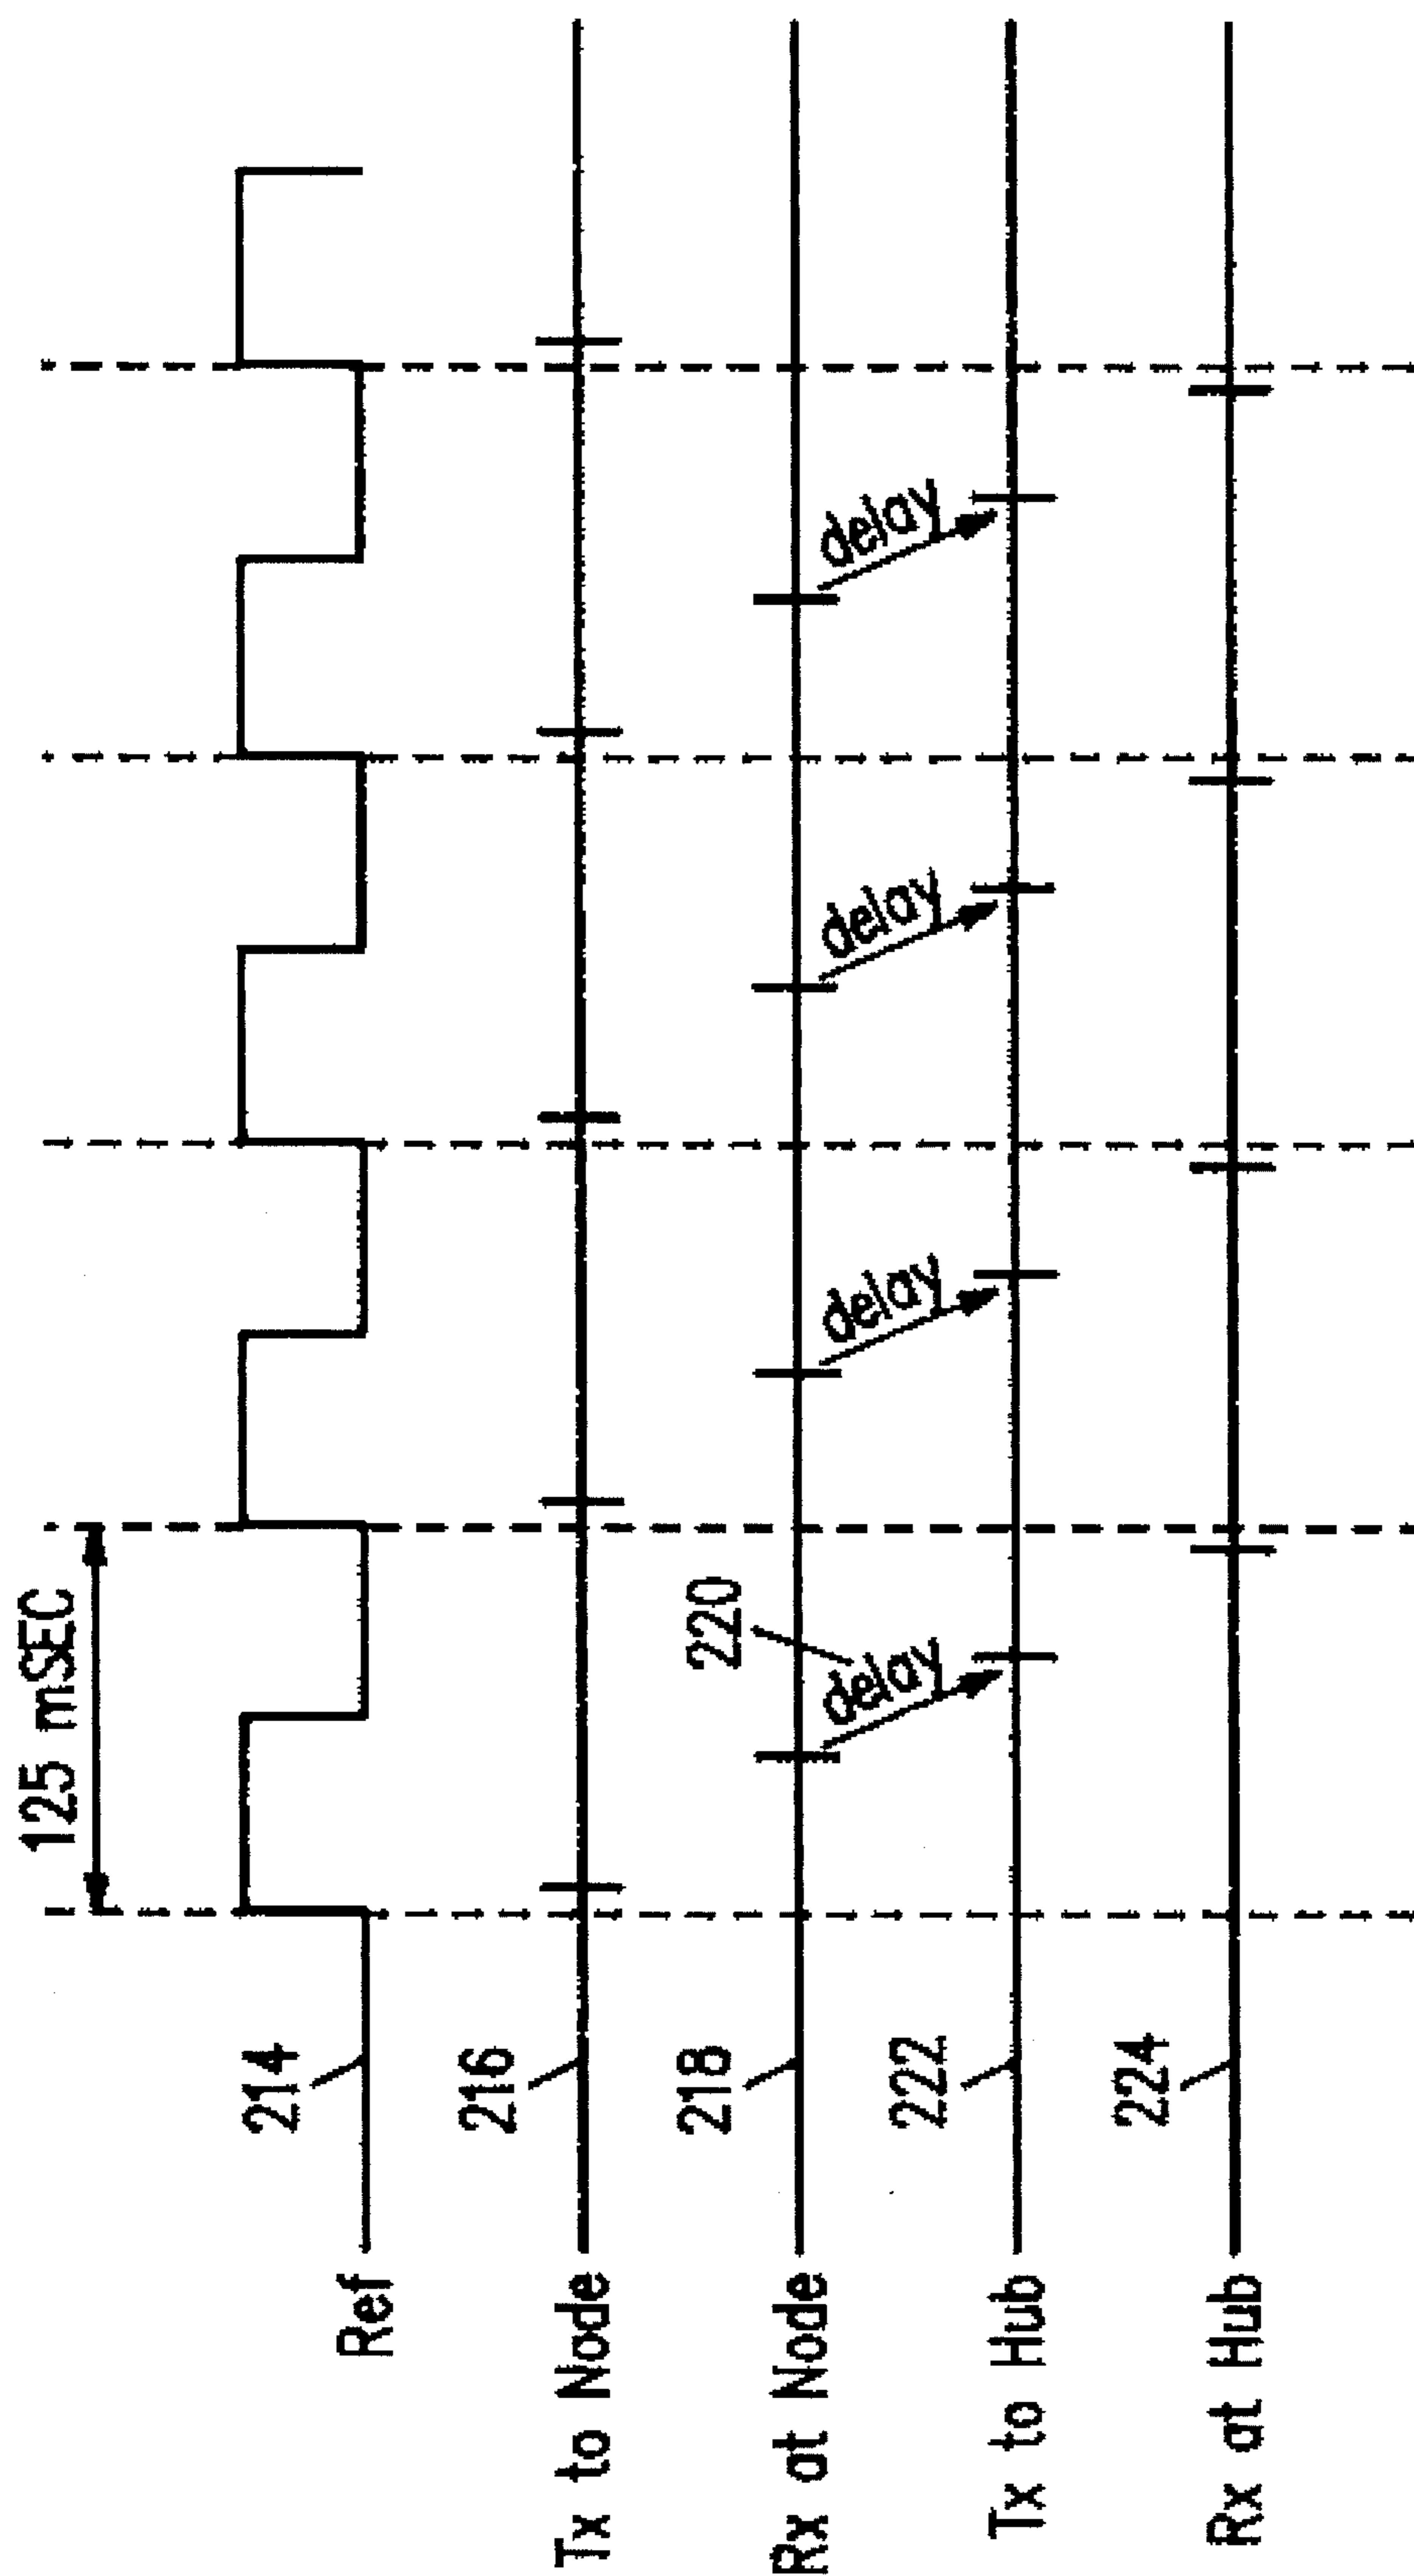 125 mSEC
Ref
214
Tx to Node
216
Rx at Node
218
220
delay
delay
delay
delay
Tx to Hub
222
Rx at Hub
224